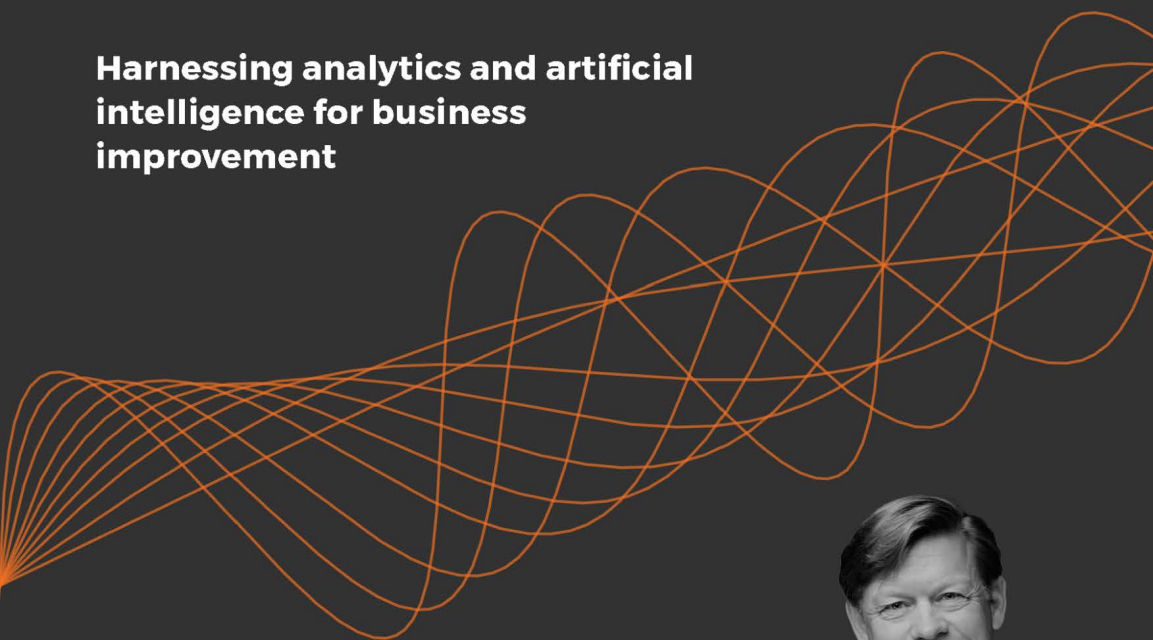 Harnessing analytics and artificial
intelligence for business
improvement